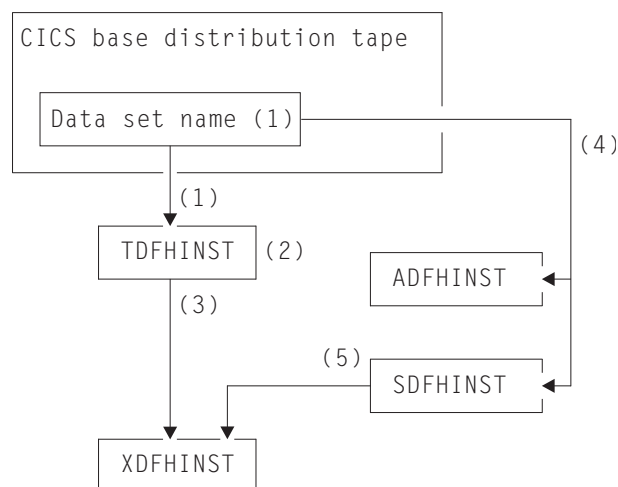 CICS base distribution tape
Data set name (1)
(4)
(1)
TDFHINST (2)
(3)
ADFHINST
(5)
SDFHINST
XDFHINST